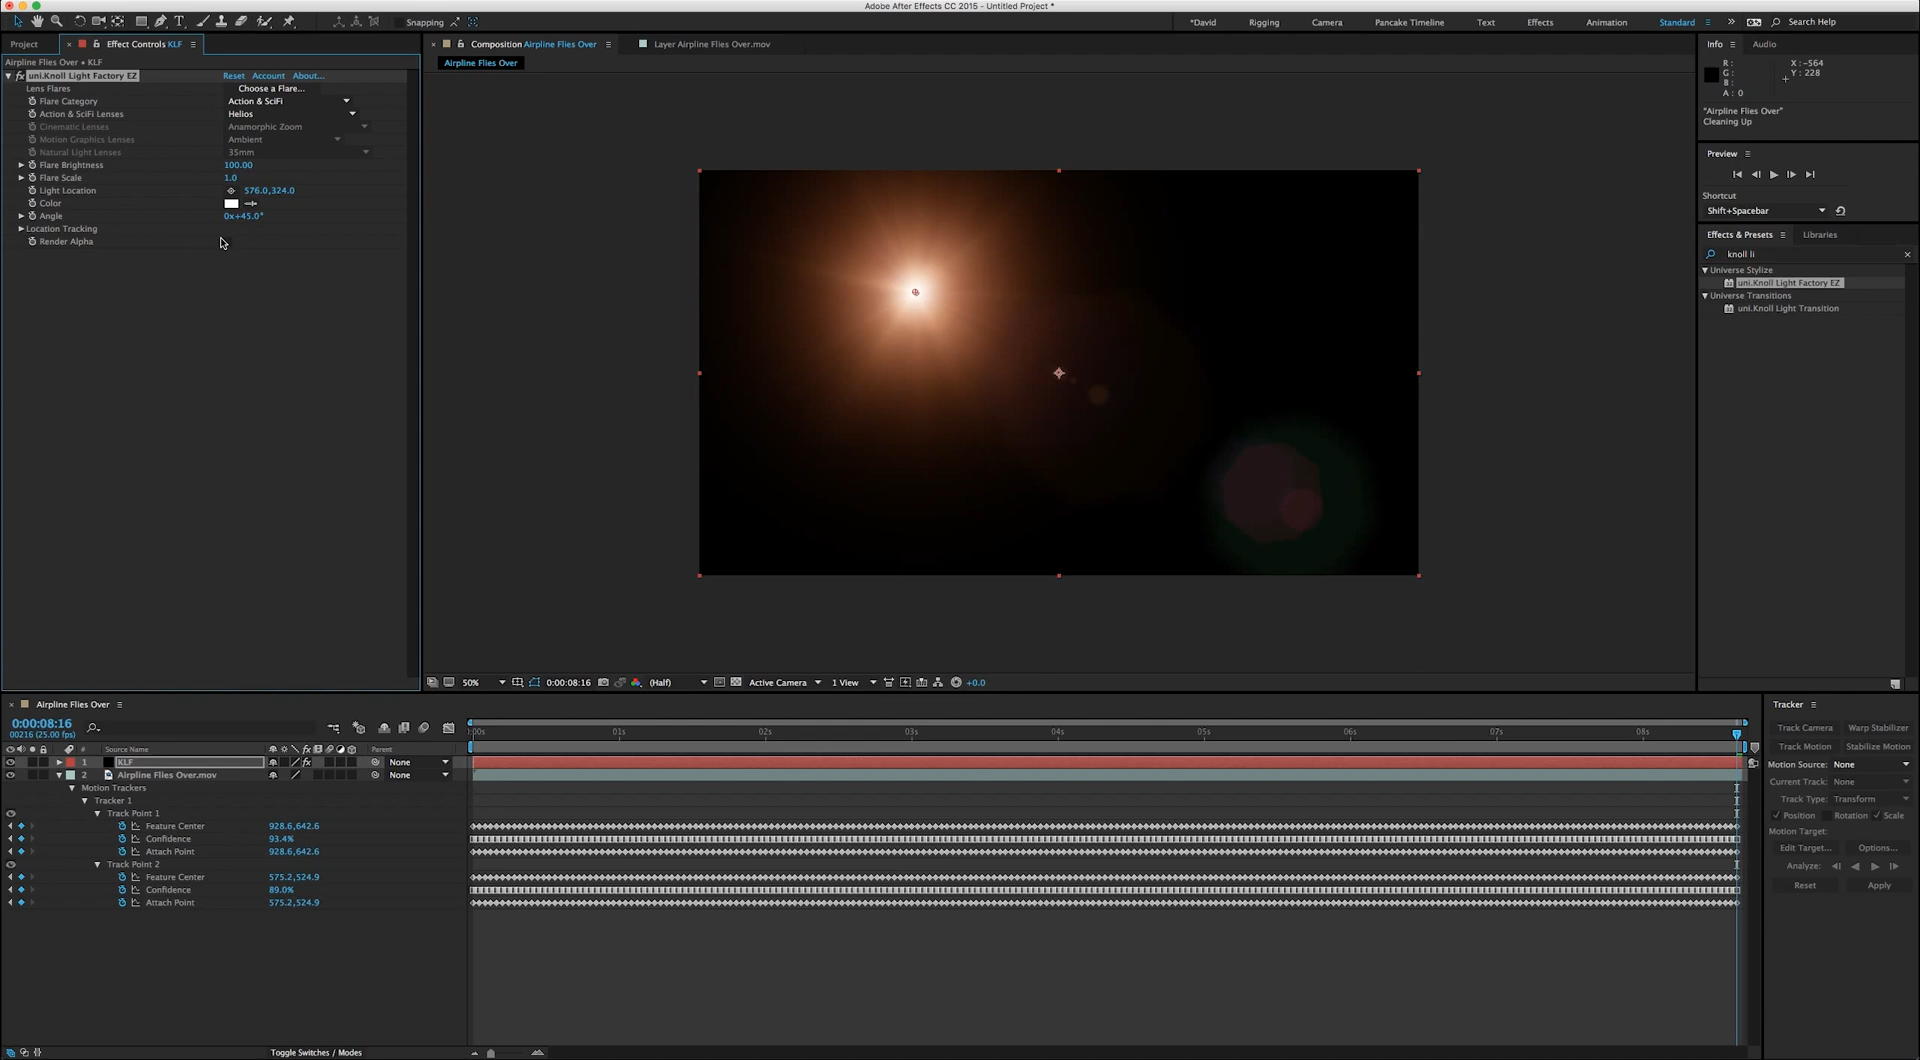 Adobe After Effects CC 2015 - Untitled Project *
Snapping
*David Rigging Camera Pancake Timeline Text Effects Animation Standard Search Help
Project
Effect Controls KLF
Airpline Flies Over • KLF
uni.Knoll Light Factory EZ Reset Account About...
Lens Flares Choose a Flare...
Flare Category Action & SciFi
Action & SciFi Lenses Helios
Cinematic Lenses Anamorphic Zoom
Motion Graphics Lenses Ambient
Natural Light Lenses 35mm
Flare Brightness 100.00
Flare Scale 1.0
Light Location 576.0,324.0
Color
Angle 0x+45.0°
Location Tracking
Render Alpha
Composition Airpline Flies Over
Layer Airpline Flies Over.mov
Airpline Flies Over
50% 0:00:08:16 (Half) Active Camera 1 View +0.0
Info Audio
R : X : -564
G : Y : 228
B :
A : 0
"Airpline Flies Over"
Cleaning Up
Preview
Shortcut
Shift+Spacebar
Effects & Presets Libraries
knoll li
Universe Stylize
uni.Knoll Light Factory EZ
Universe Transitions
uni.Knoll Light Transition
Airpline Flies Over
0:00:08:16
00216 (25.00 fps)
:00s 01s 02s 03s 04s 05s 06s 07s 08s
# Source Name Parent
1 KLF None
2 Airpline Flies Over.mov None
Motion Trackers
Tracker 1
Track Point 1
Feature Center 928.6,642.6
Confidence 93.4%
Attach Point 928.6,642.6
Track Point 2
Feature Center 575.2,524.9
Confidence 89.0%
Attach Point 575.2,524.9
Toggle Switches / Modes
Tracker
Track Camera Warp Stabilizer
Track Motion Stabilize Motion
Motion Source: None
Current Track: None
Track Type: Transform
Position Rotation Scale
Motion Target:
Edit Target... Options...
Analyze:
Reset Apply